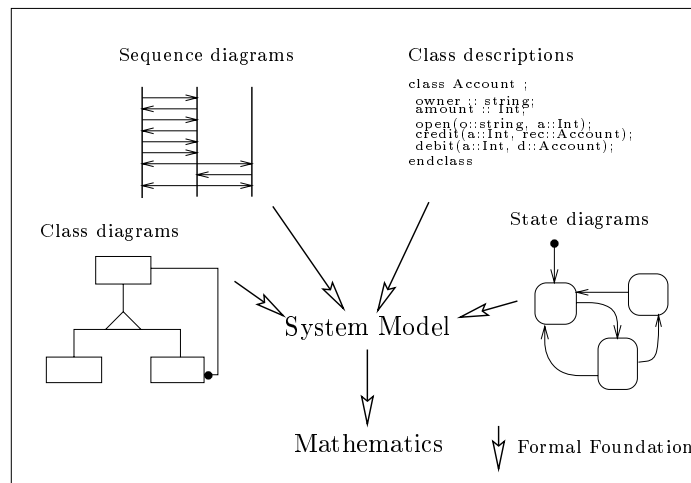 Sequence diagrams
Class descriptions
class Account ;
owner :: string;
amount :: Int;
open(o::string, a::Int);
credit(a::Int, rec::Account);
debit(a::Int, d::Account);
endclass
Class diagrams
State diagrams
System Model
Mathematics
Formal Foundation